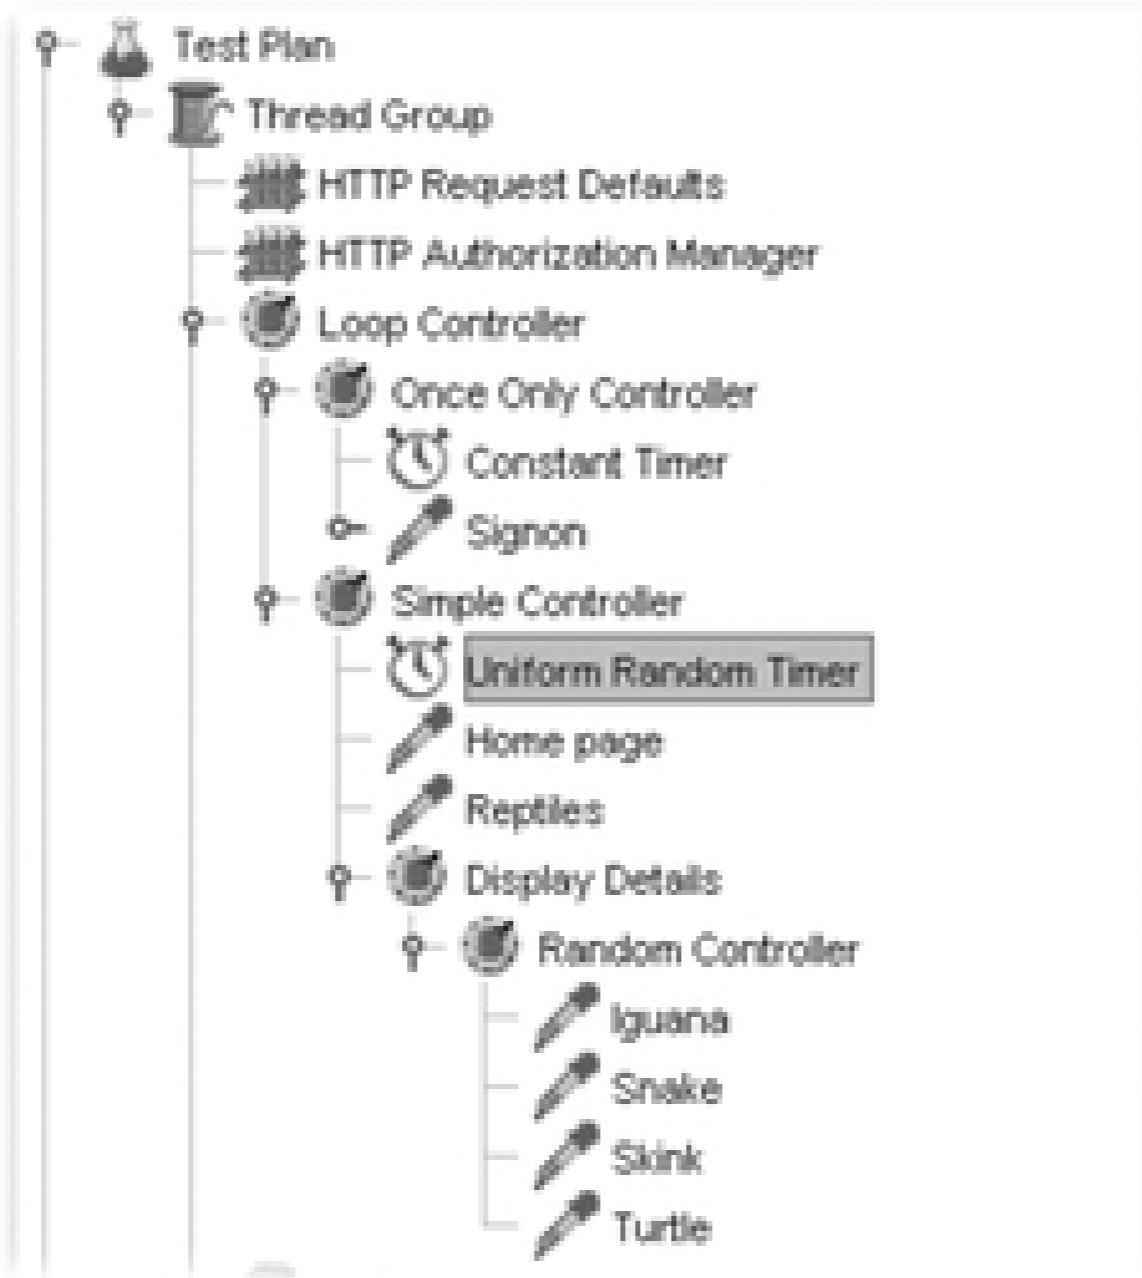 Test Plan
Thread Group
HTTP Request Defaults
HTTP Authorization Manager
Loop Controller
Once Only Controller
Constant Timer
Signon
Simple Controller
Uniform Random Timer
Home page
Reptiles
Display Details
Random Controller
Iguana
Snake
Skink
Turtle